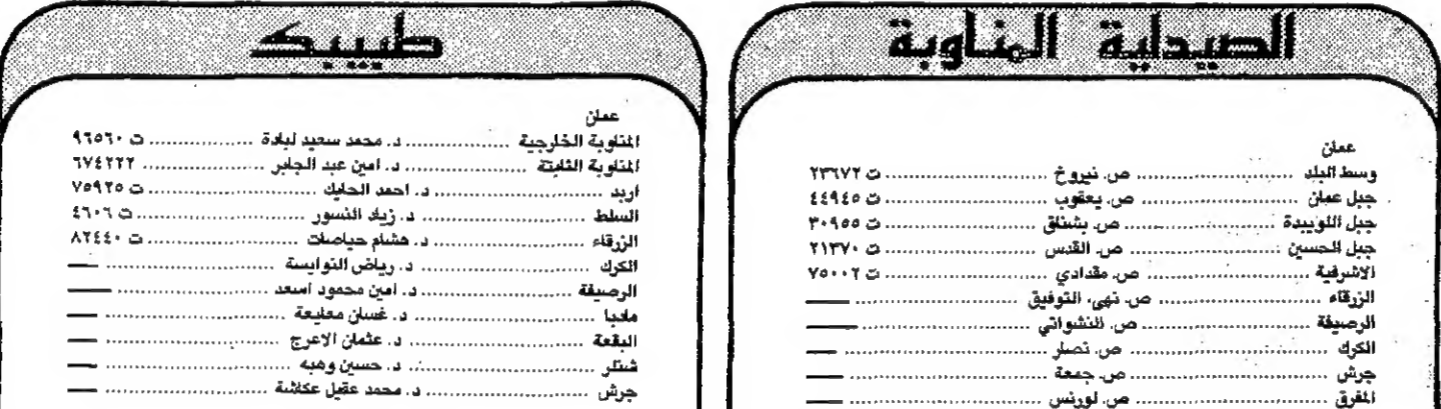 الصيدلية المناوبة
عمان
وسط البلد ........ ص. نيروخ ........ ت ٢٣٦٧٢
جبل عمان ........ ص. يعقوب ........ ت ٤٤٩٤٥
جبل اللويبدة ........ ص. بشناق ........ ت ٣٠٩٥٥
جبل الحسين ........ ص. القدس ........ ت ٢١٣٧٠
الاشرفية ........ ص. مقدادي ........ ت ٧٥٠٠٢
الزرقاء ........ ص. نهى، التوفيق ........ —
الرصيفة ........ ص. النشواتي ........ —
الكرك ........ ص. نصار ........ —
جرش ........ ص. جمعة ........ —
المفرق ........ ص. لورنس ........ —
طبيبك
عمان
المناوبة الخارجية ........ د. محمد سعيد لبادة ........ ت ٩٦٥٦٠
المناوبة الثابتة ........ د. امين عبد الجابر ........ ٦٧٤٢٢٢
اربد ........ د. احمد الحايك ........ ت ٧٥٩٢٥
السلط ........ د. زياد النسور ........ ت ٤٦٠٦
الزرقاء ........ د. هشام حياصات ........ ت ٨٢٤٤٠
الكرك ........ د. رياض النوايسة ........ —
الرصيفة ........ د. امين محمود اسعد ........ —
مادبا ........ د. غسان معايعة ........ —
البقعة ........ د. عثمان الاعرج ........ —
شنلر ........ د. حسين وهبه ........ —
جرش ........ د. محمد عقيل عكاشة ........ —